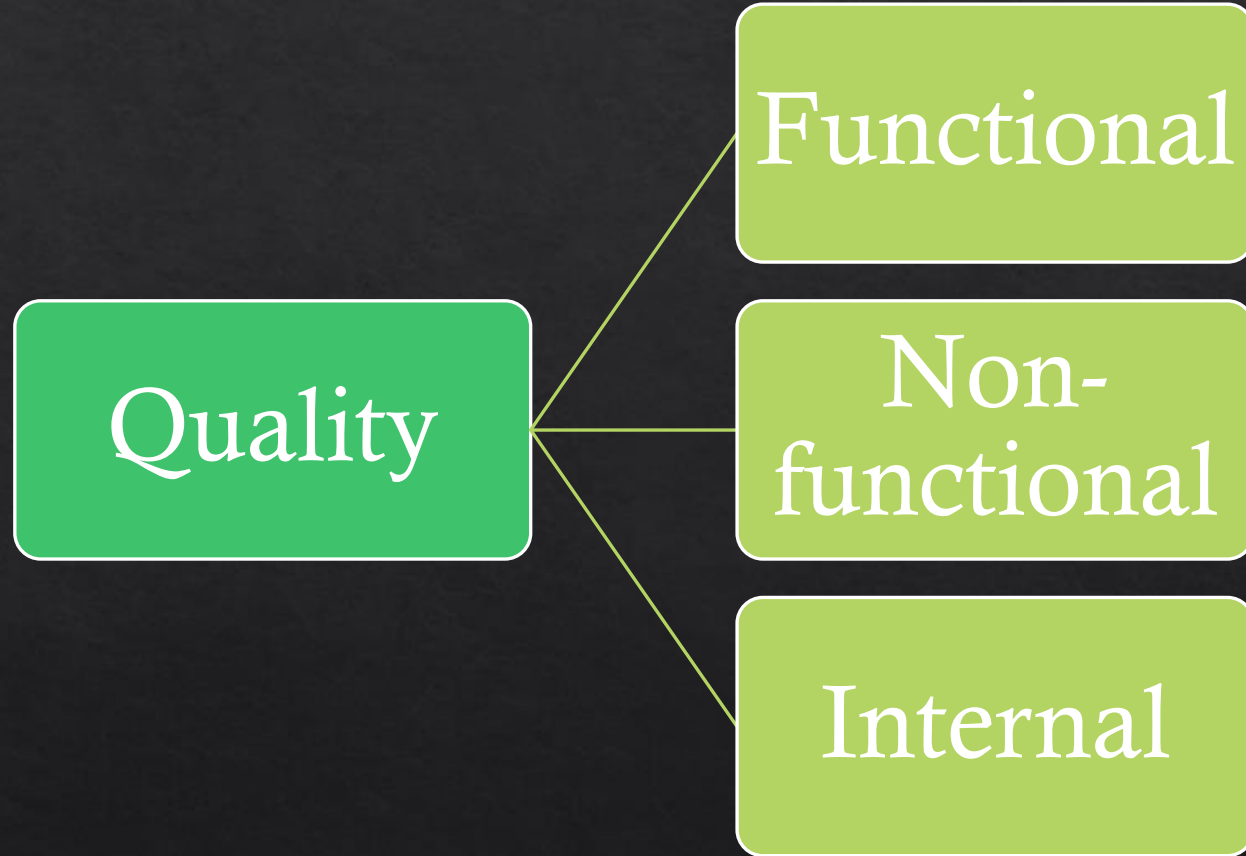 Functional
Quality
Non-
functional
Internal